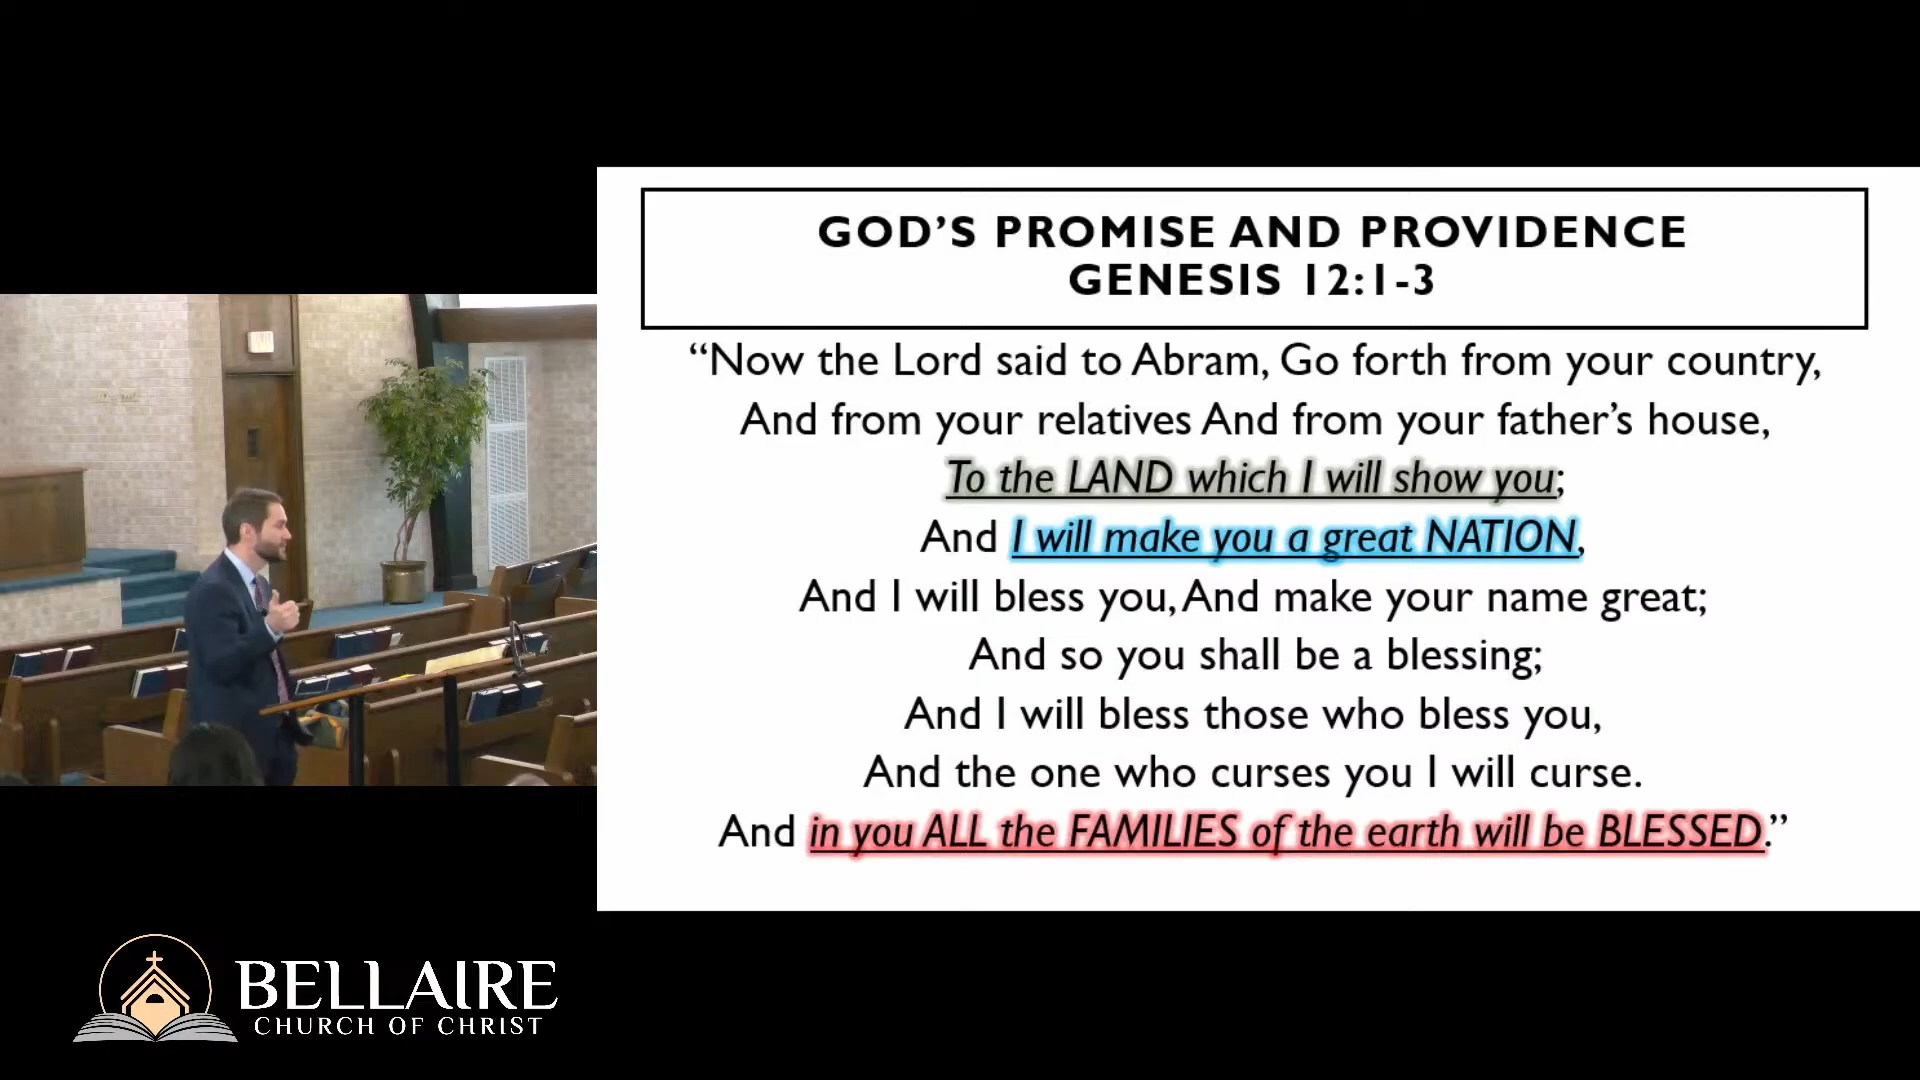 GOD’S PROMISE AND PROVIDENCE
GENESIS 12:1-3
“Now the Lord said to Abram, Go forth from your country,
And from your relatives And from your father’s house,
To the LAND which I will show you;
And I will make you a great NATION,
And I will bless you, And make your name great;
And so you shall be a blessing;
And I will bless those who bless you,
And the one who curses you I will curse.
And in you ALL the FAMILIES of the earth will be BLESSED.”
BELLAIRE
CHURCH OF CHRIST